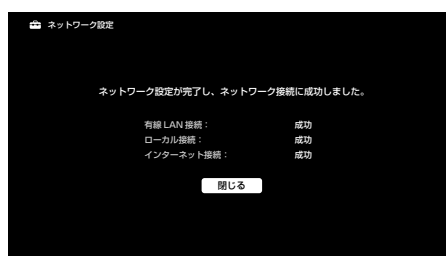 ネットワーク設定
ネットワーク設定が完了し、ネットワーク接続に成功しました。
有線 LAN 接続： 成功
ローカル接続： 成功
インターネット接続： 成功
閉じる